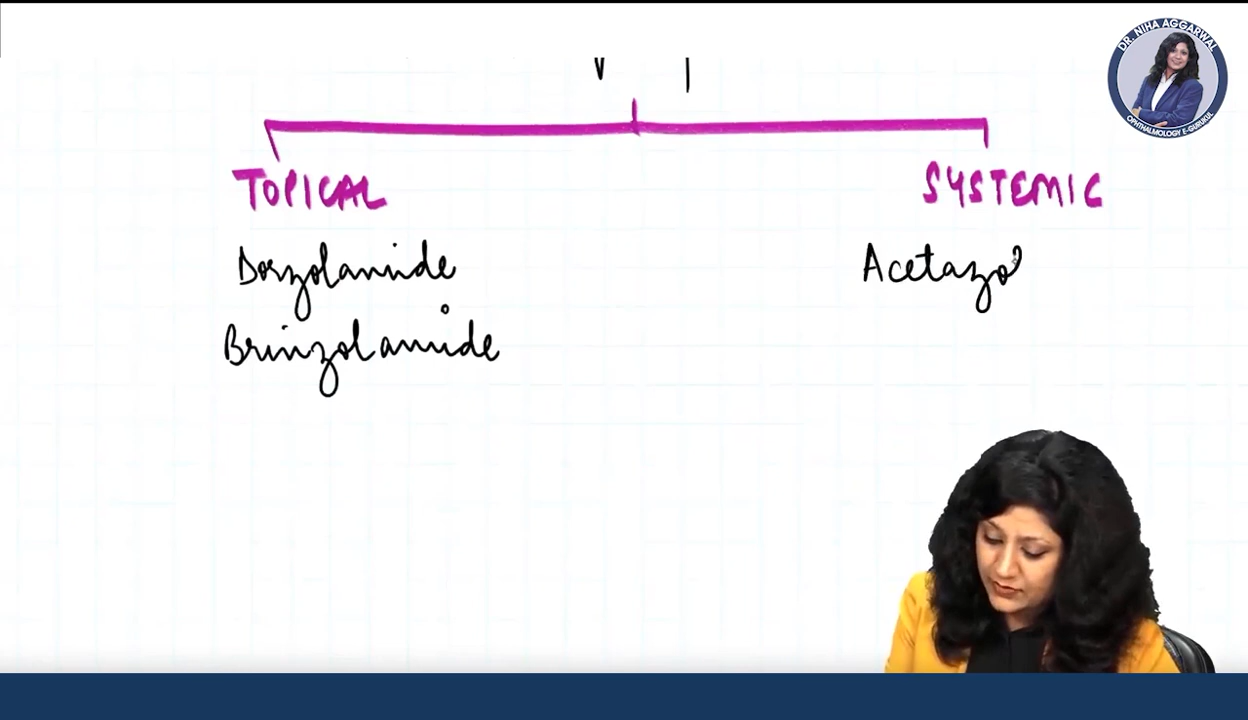 DR. NIHA AGGARWAL
OPHTHALMOLOGY E-GURUKUL
TOPICAL
SYSTEMIC
Dorzolamide
Acetazo
Brinzolamide